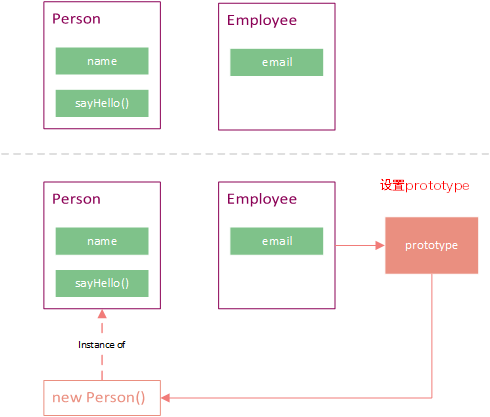 Person
Employee
name
email
sayHello()
设置prototype
Person
Employee
name
email
prototype
sayHello()
Instance of
new Person()